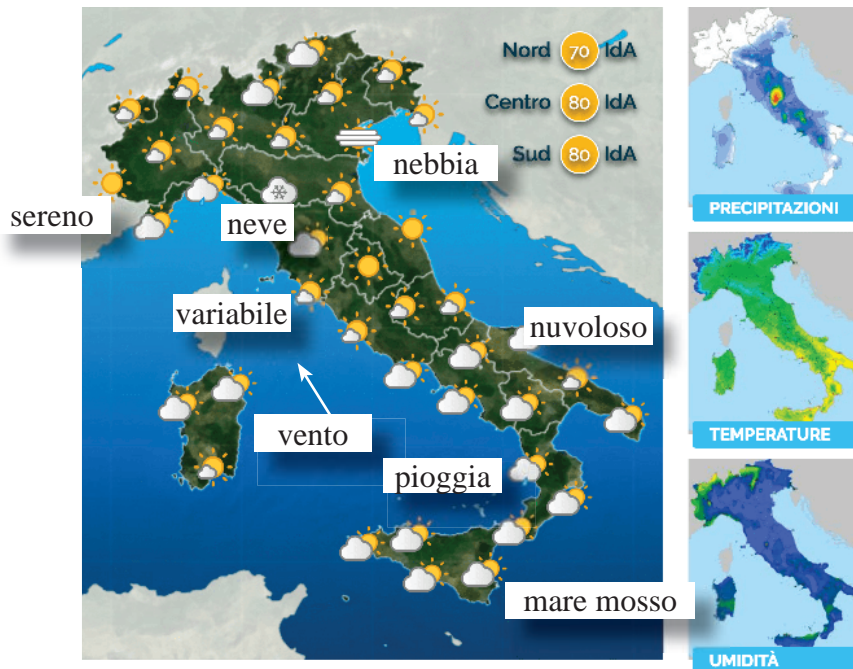 Nord 70 IdA
Centro 80 IdA
Sud 80 IdA
nebbia
sereno
neve
variabile
nuvoloso
vento
pioggia
mare mosso
PRECIPITAZIONI
TEMPERATURE
UMIDITÀ